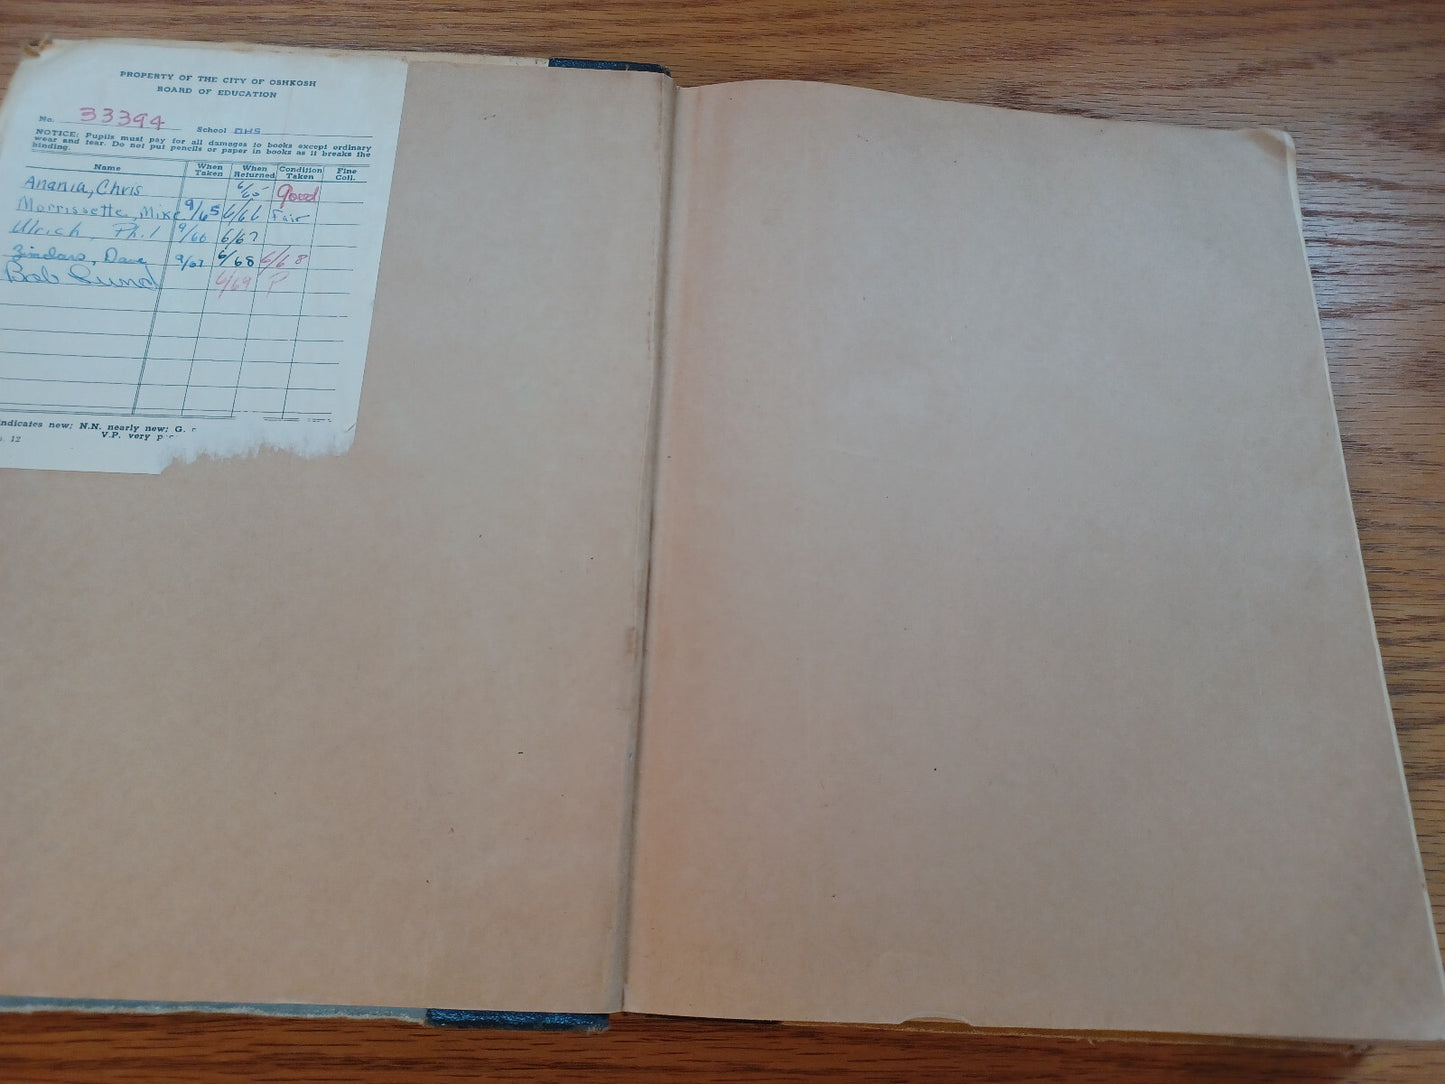 PROPERTY OF THE CITY OF OSHKOSH
BOARD OF EDUCATION
No. 33394 School OHS
NOTICE: Pupils must pay for all damages to books except ordinary
wear and tear. Do not put pencils or paper in books as it breaks the
binding.
Name When Taken When Returned Condition Taken Fine Coll.
Anania, Chris 6/65 Good
Morrissette, Mike 9/65 6/66 Fair
Ulrich, Phil 9/66 6/67
Zindars, Dave 9/67 6/68 6/68
Bob Lund 6/69 P
indicates new; N.N. nearly new; G.
12 V.P. very